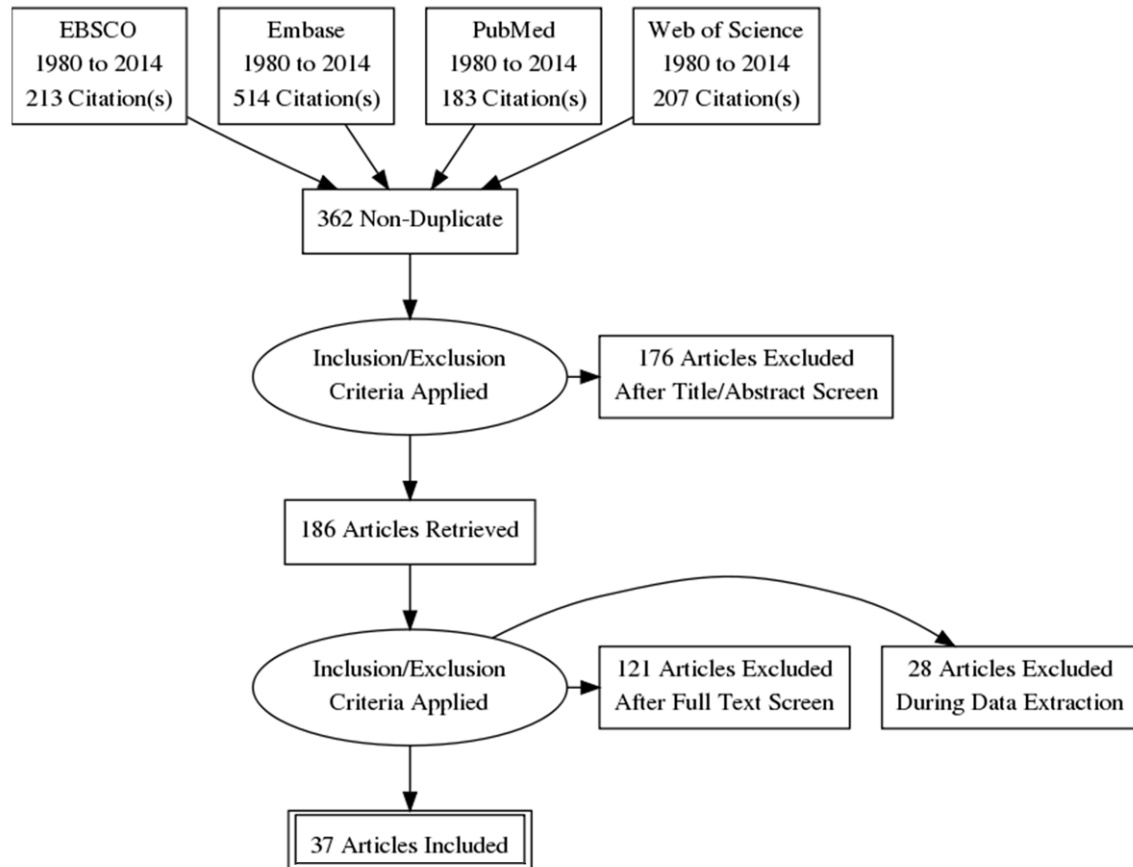 EBSCO
1980 to 2014
213 Citation(s)
Embase
1980 to 2014
514 Citation(s)
PubMed
1980 to 2014
183 Citation(s)
Web of Science
1980 to 2014
207 Citation(s)
362 Non-Duplicate
Inclusion/Exclusion
Criteria Applied
176 Articles Excluded
After Title/Abstract Screen
186 Articles Retrieved
Inclusion/Exclusion
Criteria Applied
121 Articles Excluded
After Full Text Screen
28 Articles Excluded
During Data Extraction
37 Articles Included